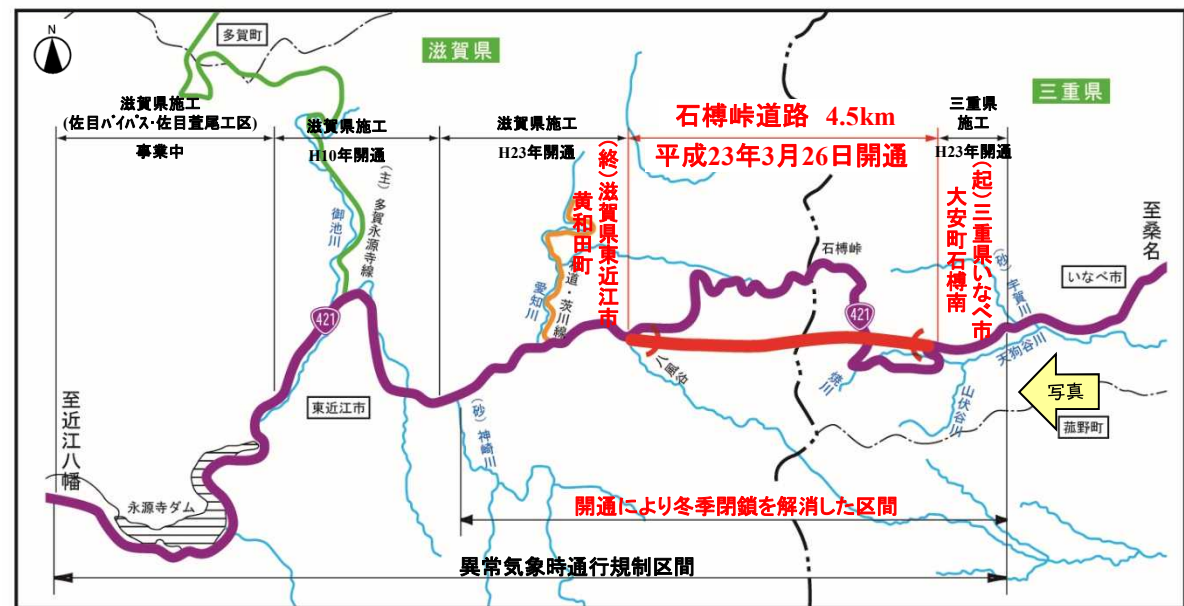 N
多賀町
滋賀県
三重県
滋賀県施工
(佐目バイパス・佐目萱尾工区)
事業中
滋賀県施工
H10年開通
滋賀県施工
H23年開通
石榑峠道路 4.5km
平成23年3月26日開通
三重県
施工
H23年開通
(終)滋賀県東近江市
黄和田町
(起)三重県いなべ市
大安町石榑南
至桑名
(主)多賀永源寺線
御池川
愛知川
林道・茨川線
石榑峠
(砂)宇賀川
いなべ市
421
421
八風谷
焼川
天狗谷川
山伏谷川
写真
菰野町
東近江市
至近江八幡
(砂)神崎川
永源寺ダム
開通により冬季閉鎖を解消した区間
異常気象時通行規制区間